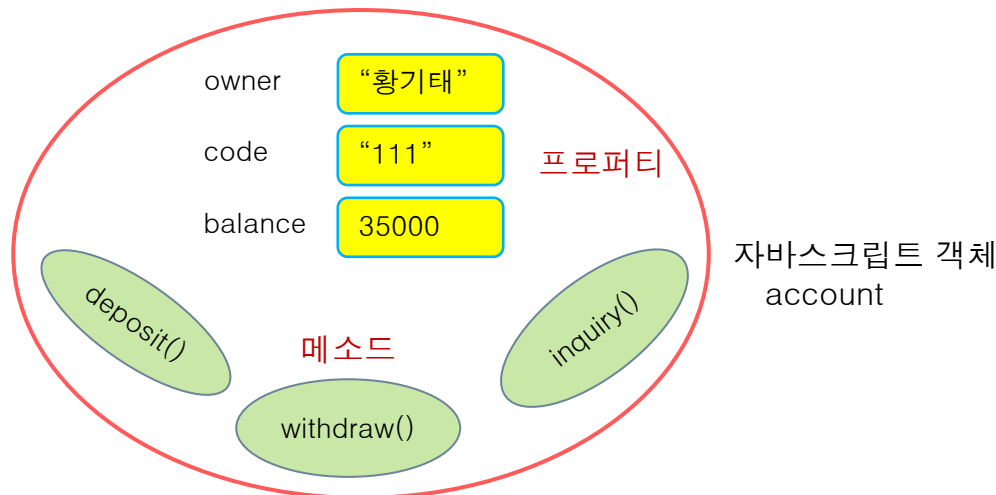 owner “황기태”
code “111”
프로퍼티
balance 35000
자바스크립트 객체
account
deposit()
메소드
inquiry()
withdraw()